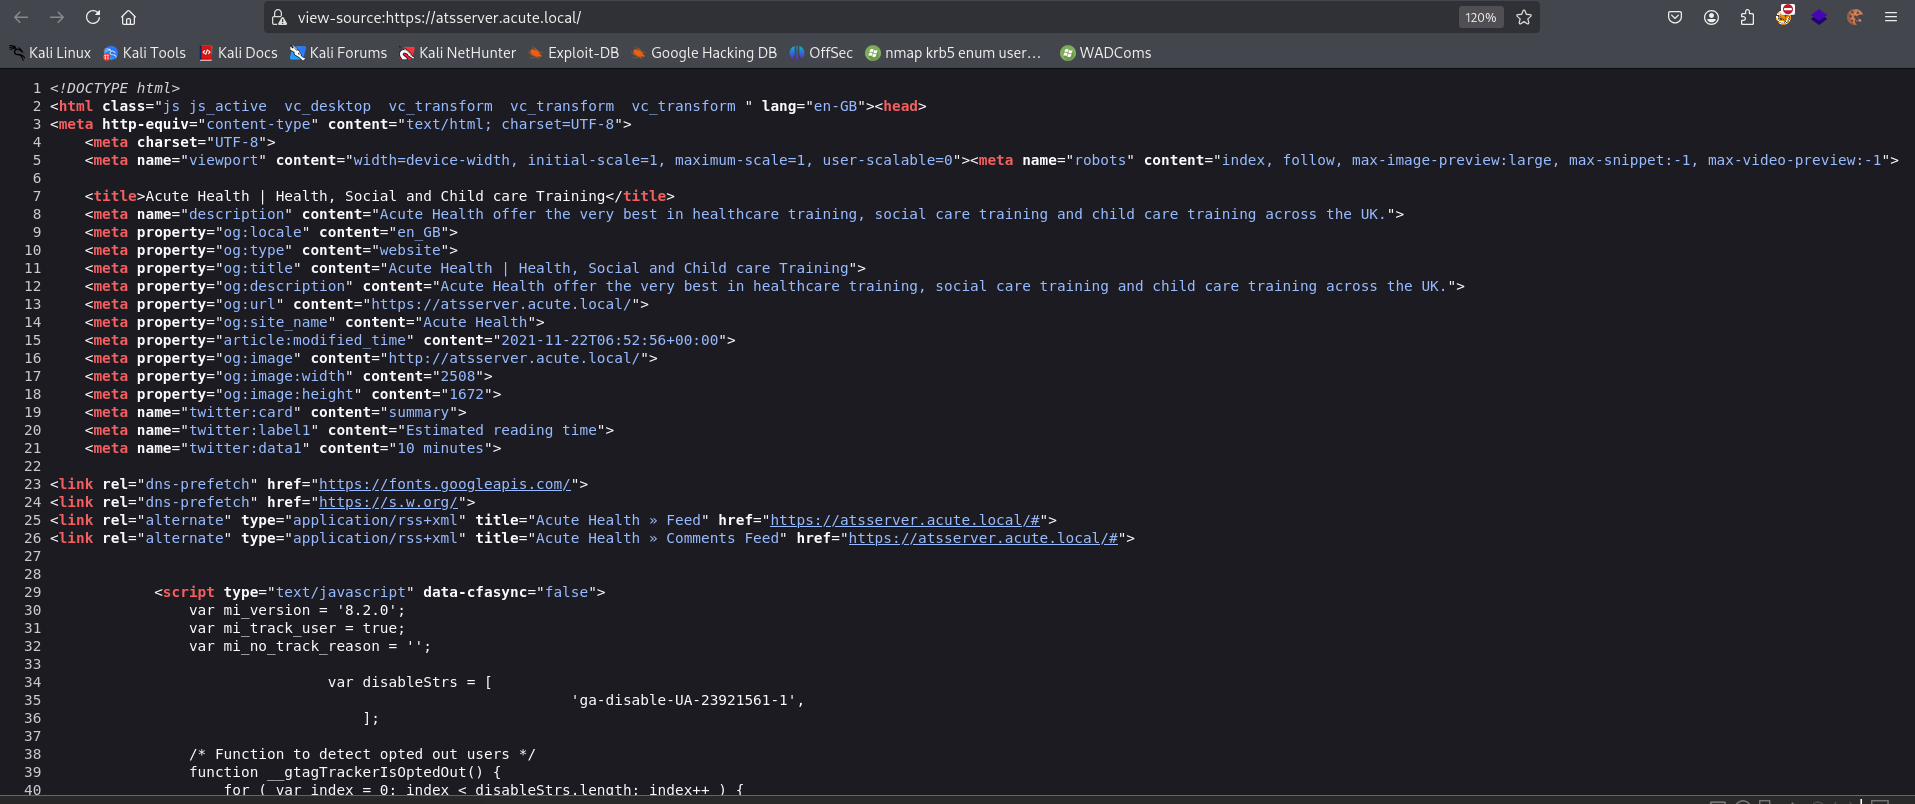 view-source:https://atsserver.acute.local/ 120%
Kali Linux Kali Tools Kali Docs Kali Forums Kali NetHunter Exploit-DB Google Hacking DB OffSec nmap krb5 enum user… WADComs
1 <!DOCTYPE html>
2 <html class="js js_active  vc_desktop  vc_transform  vc_transform  vc_transform " lang="en-GB"><head>
3 <meta http-equiv="content-type" content="text/html; charset=UTF-8">
4     <meta charset="UTF-8">
5     <meta name="viewport" content="width=device-width, initial-scale=1, maximum-scale=1, user-scalable=0"><meta name="robots" content="index, follow, max-image-preview:large, max-snippet:-1, max-video-preview:-1">
6
7     <title>Acute Health | Health, Social and Child care Training</title>
8     <meta name="description" content="Acute Health offer the very best in healthcare training, social care training and child care training across the UK.">
9     <meta property="og:locale" content="en_GB">
10     <meta property="og:type" content="website">
11     <meta property="og:title" content="Acute Health | Health, Social and Child care Training">
12     <meta property="og:description" content="Acute Health offer the very best in healthcare training, social care training and child care training across the UK.">
13     <meta property="og:url" content="https://atsserver.acute.local/">
14     <meta property="og:site_name" content="Acute Health">
15     <meta property="article:modified_time" content="2021-11-22T06:52:56+00:00">
16     <meta property="og:image" content="http://atsserver.acute.local/">
17     <meta property="og:image:width" content="2508">
18     <meta property="og:image:height" content="1672">
19     <meta name="twitter:card" content="summary">
20     <meta name="twitter:label1" content="Estimated reading time">
21     <meta name="twitter:data1" content="10 minutes">
22
23 <link rel="dns-prefetch" href="https://fonts.googleapis.com/">
24 <link rel="dns-prefetch" href="https://s.w.org/">
25 <link rel="alternate" type="application/rss+xml" title="Acute Health » Feed" href="https://atsserver.acute.local/#">
26 <link rel="alternate" type="application/rss+xml" title="Acute Health » Comments Feed" href="https://atsserver.acute.local/#">
27
28
29             <script type="text/javascript" data-cfasync="false">
30                 var mi_version = '8.2.0';
31                 var mi_track_user = true;
32                 var mi_no_track_reason = '';
33
34                                 var disableStrs = [
35                                                             'ga-disable-UA-23921561-1',
36                                     ];
37
38                 /* Function to detect opted out users */
39                 function __gtagTrackerIsOptedOut() {
40                     for ( var index = 0; index < disableStrs.length; index++ ) {